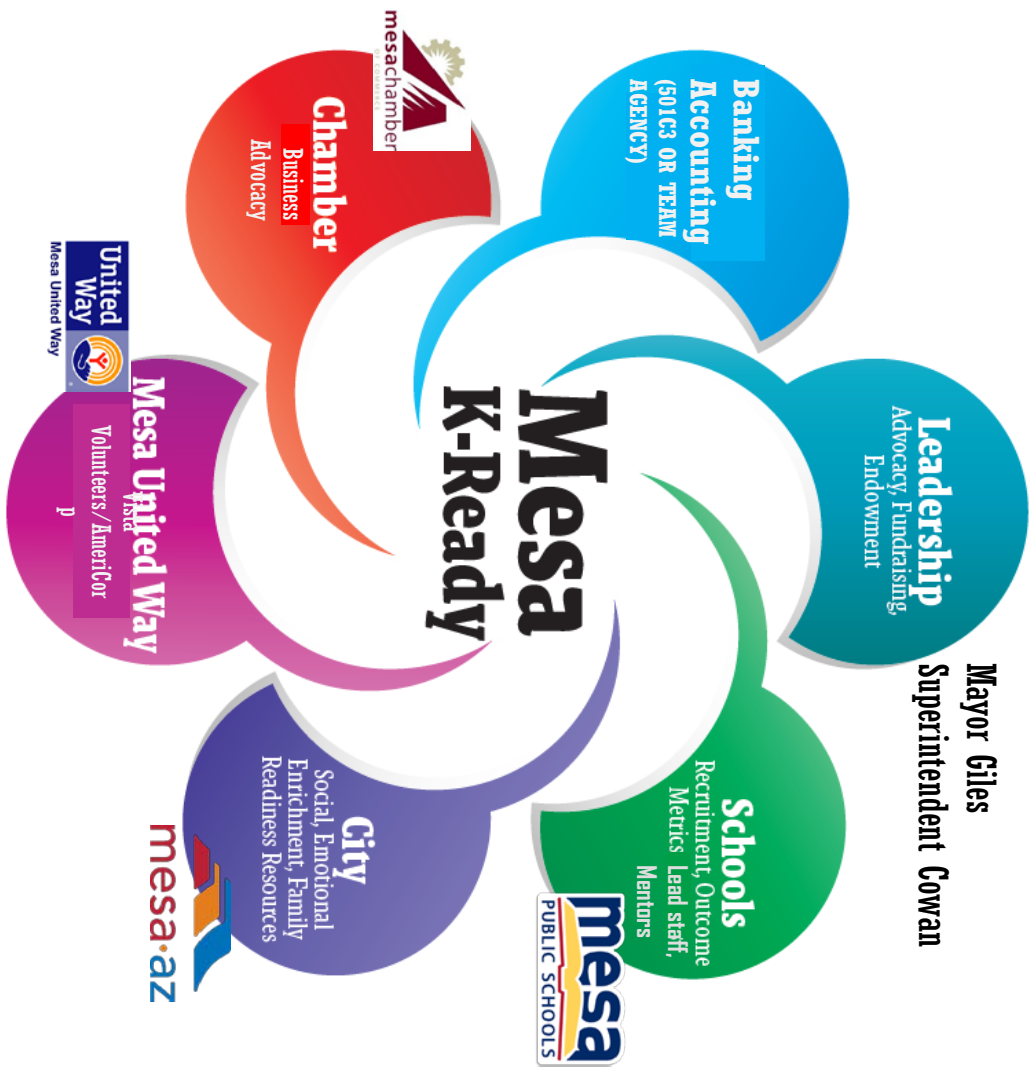 Leadership
Advocacy, Fundraising,
Endowment
Mayor Giles
Superintendent Cowan
Banking
Accounting
(501C3 OR TEAM
AGENCY)
Schools
Recruitment, Outcome
Metrics Lead staff,
Mentors
mesa
PUBLIC SCHOOLS
Mesa
K-Ready
mesachamber
OF COMMERCE
Chamber
Business
Advocacy
City
Social, Emotional
Enrichment, Family
Readiness Resources
mesa·az
United
Way
Mesa United Way
Mesa United Way
Vista
Volunteers/AmeriCor
p